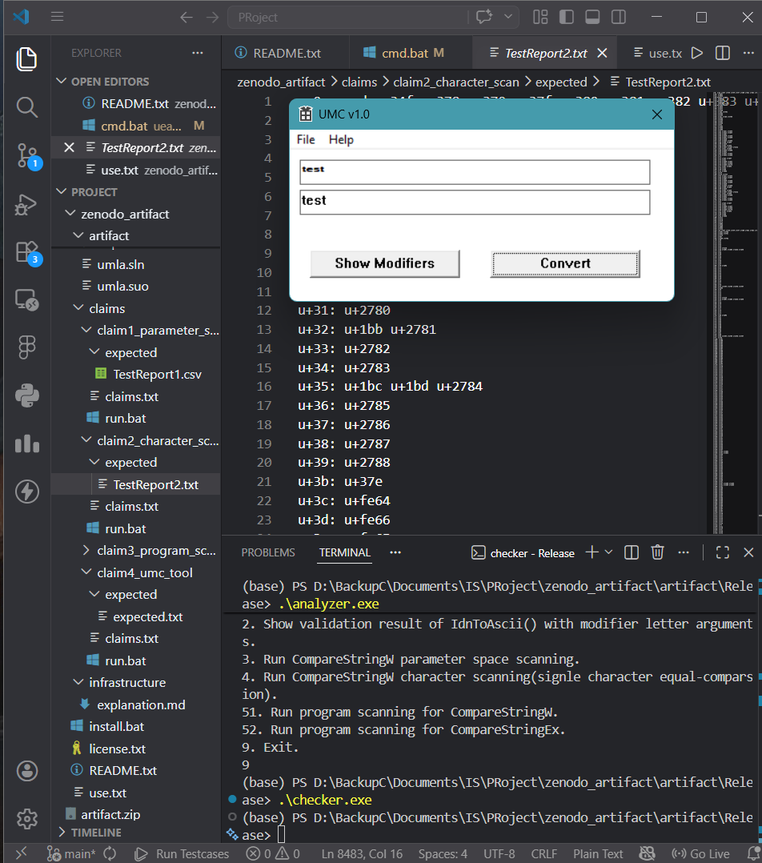 PRoject
EXPLORER
OPEN EDITORS
README.txt zenod...
cmd.bat uea... M
TestReport2.txt zen...
use.txt zenodo_artif...
PROJECT
zenodo_artifact
artifact
umla.sln
umla.suo
claims
claim1_parameter_s...
expected
TestReport1.csv
claims.txt
run.bat
claim2_character_sc...
expected
TestReport2.txt
claims.txt
run.bat
claim3_program_sc...
claim4_umc_tool
expected
expected.txt
claims.txt
run.bat
infrastructure
explanation.md
install.bat
license.txt
README.txt
use.txt
artifact.zip
TIMELINE
1
3
README.txt
cmd.bat M
TestReport2.txt
use.tx
zenodo_artifact > claims > claim2_character_scan > expected > TestReport2.txt
1
2
3
4
5
6
7
8
9
10
11
UMC v1.0
File Help
test
test
Show Modifiers
Convert
12 u+31: u+2780
13 u+32: u+1bb u+2781
14 u+33: u+2782
15 u+34: u+2783
16 u+35: u+1bc u+1bd u+2784
17 u+36: u+2785
18 u+37: u+2786
19 u+38: u+2787
20 u+39: u+2788
21 u+3b: u+37e
22 u+3c: u+fe64
23 u+3d: u+fe66
PROBLEMS TERMINAL ... checker - Release
(base) PS D:\BackupC\Documents\IS\PRoject\zenodo_artifact\artifact\Rele
ase> .\analyzer.exe
2. Show validation result of IdnToAscii() with modifier letter argument
s.
3. Run CompareStringW parameter space scanning.
4. Run CompareStringW character scanning(signle character equal-compars
ion).
51. Run program scanning for CompareStringW.
52. Run program scanning for CompareStringEx.
9. Exit.
9
(base) PS D:\BackupC\Documents\IS\PRoject\zenodo_artifact\artifact\Rele
ase> .\checker.exe
(base) PS D:\BackupC\Documents\IS\PRoject\zenodo_artifact\artifact\Rele
ase>
main* Run Testcases 0 0 Ln 8483, Col 16 Spaces: 4 UTF-8 CRLF Plain Text Go Live